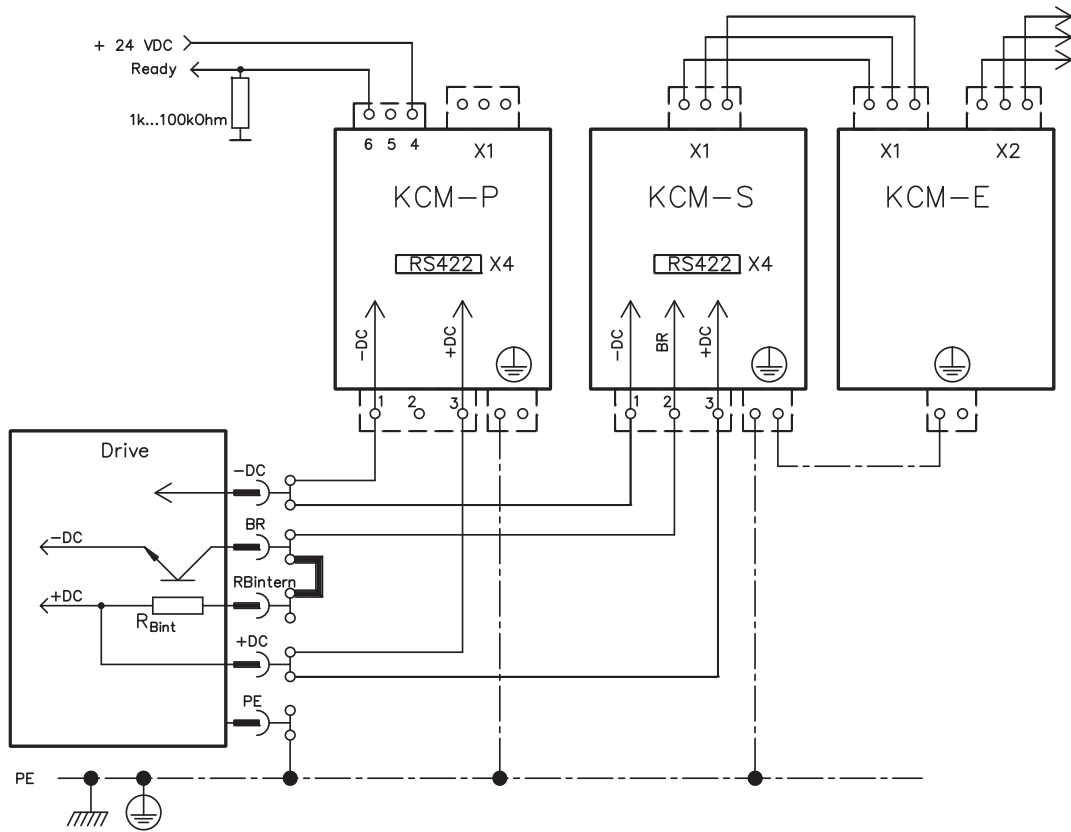 + 24 VDC
Ready
1k...100kOhm
6 5 4
X1
X1
X1
X2
KCM-P
KCM-S
KCM-E
RS422 X4
RS422 X4
-DC
+DC
-DC
BR
+DC
1 2 3
1 2 3
Drive
-DC
BR
-DC
RBintern
+DC
RBint
+DC
PE
PE